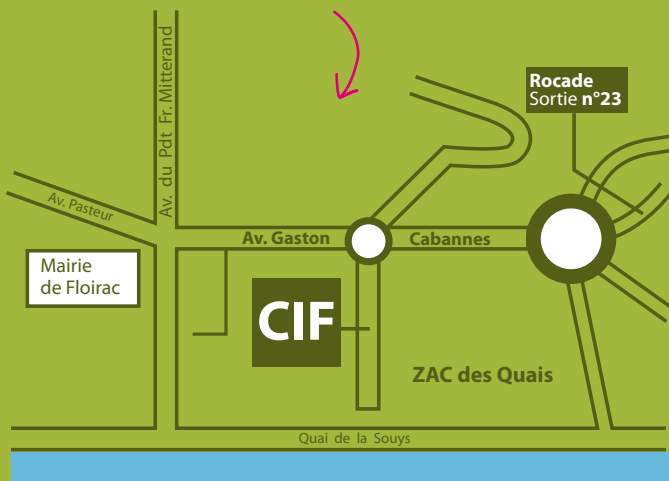 Av. du Pdt Fr. Mitterand
Rocade
Sortie n°23
Av. Pasteur
Av. Gaston Cabannes
Mairie
de Floirac
CIF
ZAC des Quais
Quai de la Souys